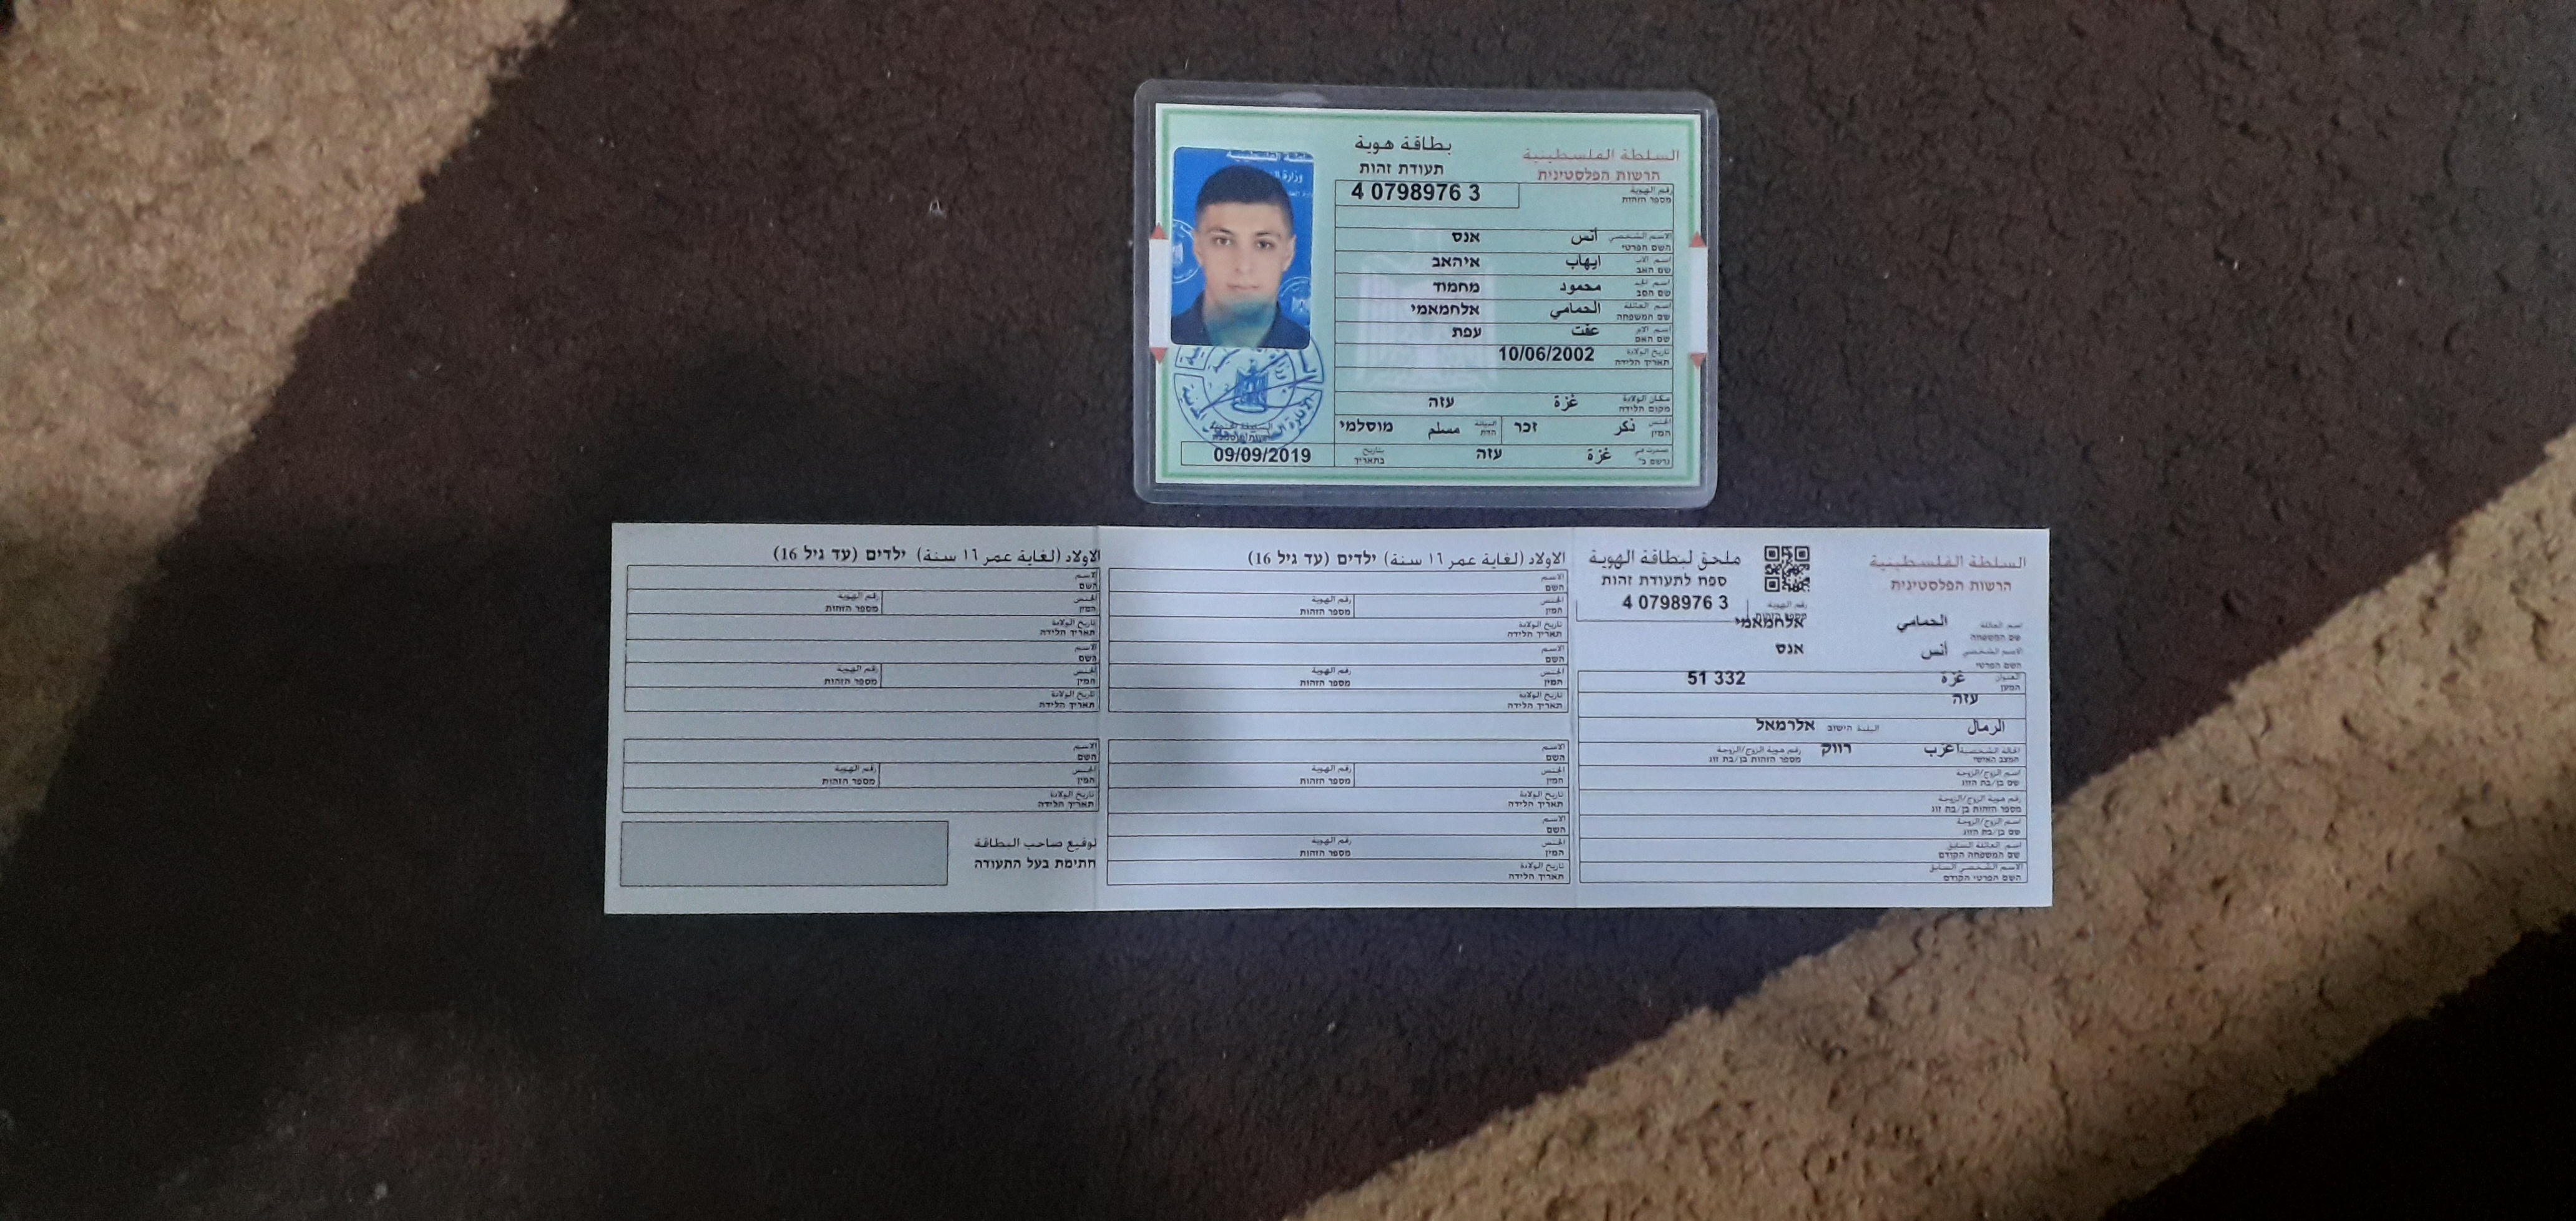 بطاقة هوية
תעודת זהות
السلطة الفلسطينية
הרשות הפלסטינית
رقم الهوية 4 0798976 3
מספר הזהות
الاسم الشخصي أنس אנס
השם הפרטי
اسم الاب ايهاب איהאב
שם האב
اسم الجد محمود מחמוד
שם הסב
اسم العائلة الحمامي אלחמאמי
שם המשפחה
اسم الام عفت עפת
שם האם
تاريخ الولادة 10/06/2002
תאריך הלידה
مكان الولادة غزة עזה
מקום הלידה
الجنس ذكر זכר الديانة مسلم מוסלמי
המין הדת
صدرت في غزة עזה بتاريخ 09/09/2019
נרשם ב' בתאריך
السلطة الفلسطينية
הרשות הפלסטינית
ملحق لبطاقة الهوية
ספח לתעודת זהות
4 0798976 3 رقم الهوية
מספר הזהות
اسم العائلة الحمامي אלחמאמי
שם המשפחה
الاسم الشخصي أنس אנס
השם הפרטי
العنوان غزة 51 332
המען
עזה
الرمال البلدة הישוב אלרמאל
الحالة الشخصية اعزب רווק رقم هوية الزوج/الزوجة
המצב האישי מספר הזהות בן/בת זוג
اسم الزوج/الزوجة
שם בן/בת הזוג
رقم هوية الزوج/الزوجة
מספר הזהות בן/בת זוג
اسم الزوج/الزوجة
שם בן/בת הזוג
اسم العائلة السابق
שם המשפחה הקודם
الاسم الشخصي السابق
השם הפרטי הקודם
الاولاد (لغاية عمر ١٦ سنة) ילדים (עד גיל 16)
الاسم
השם
الجنس رقم الهوية
המין מספר הזהות
تاريخ الولادة
תאריך הלידה
الاسم
השם
الجنس رقم الهوية
המין מספר הזהות
تاريخ الولادة
תאריך הלידה
الاسم
השם
الجنس رقم الهوية
המין מספר הזהות
تاريخ الولادة
תאריך הלידה
الاسم
השם
الجنس رقم الهوية
המין מספר הזהות
تاريخ الولادة
תאריך הלידה
الاولاد (لغاية عمر ١٦ سنة) ילדים (עד גיל 16)
الاسم
השם
الجنس رقم الهوية
המין מספר הזהות
تاريخ الولادة
תאריך הלידה
الاسم
השם
الجنس رقم الهوية
המין מספר הזהות
تاريخ الولادة
תאריך הלידה
الاسم
השם
الجنس رقم الهوية
המין מספר הזהות
تاريخ الولادة
תאריך הלידה
توقيع صاحب البطاقة
חתימת בעל התעודה